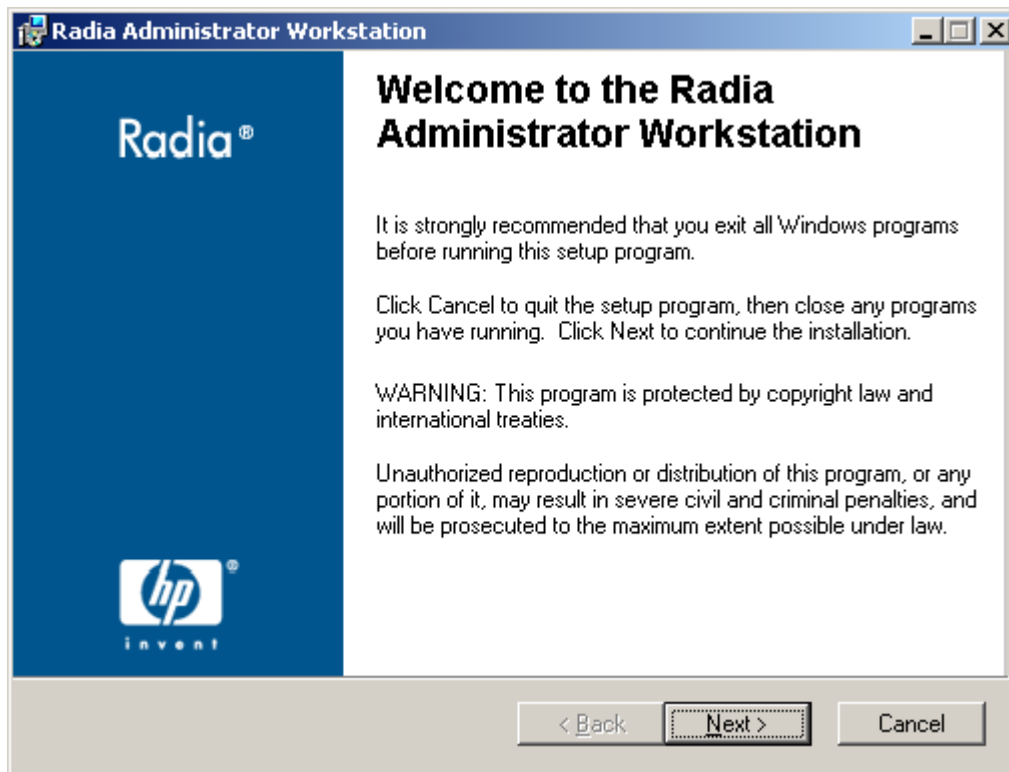 Radia Administrator Workstation
Radia®
Welcome to the Radia
Administrator Workstation
It is strongly recommended that you exit all Windows programs
before running this setup program.
Click Cancel to quit the setup program, then close any programs
you have running.  Click Next to continue the installation.
WARNING: This program is protected by copyright law and
international treaties.
Unauthorized reproduction or distribution of this program, or any
portion of it, may result in severe civil and criminal penalties, and
will be prosecuted to the maximum extent possible under law.
hp®
invent
< Back Next > Cancel